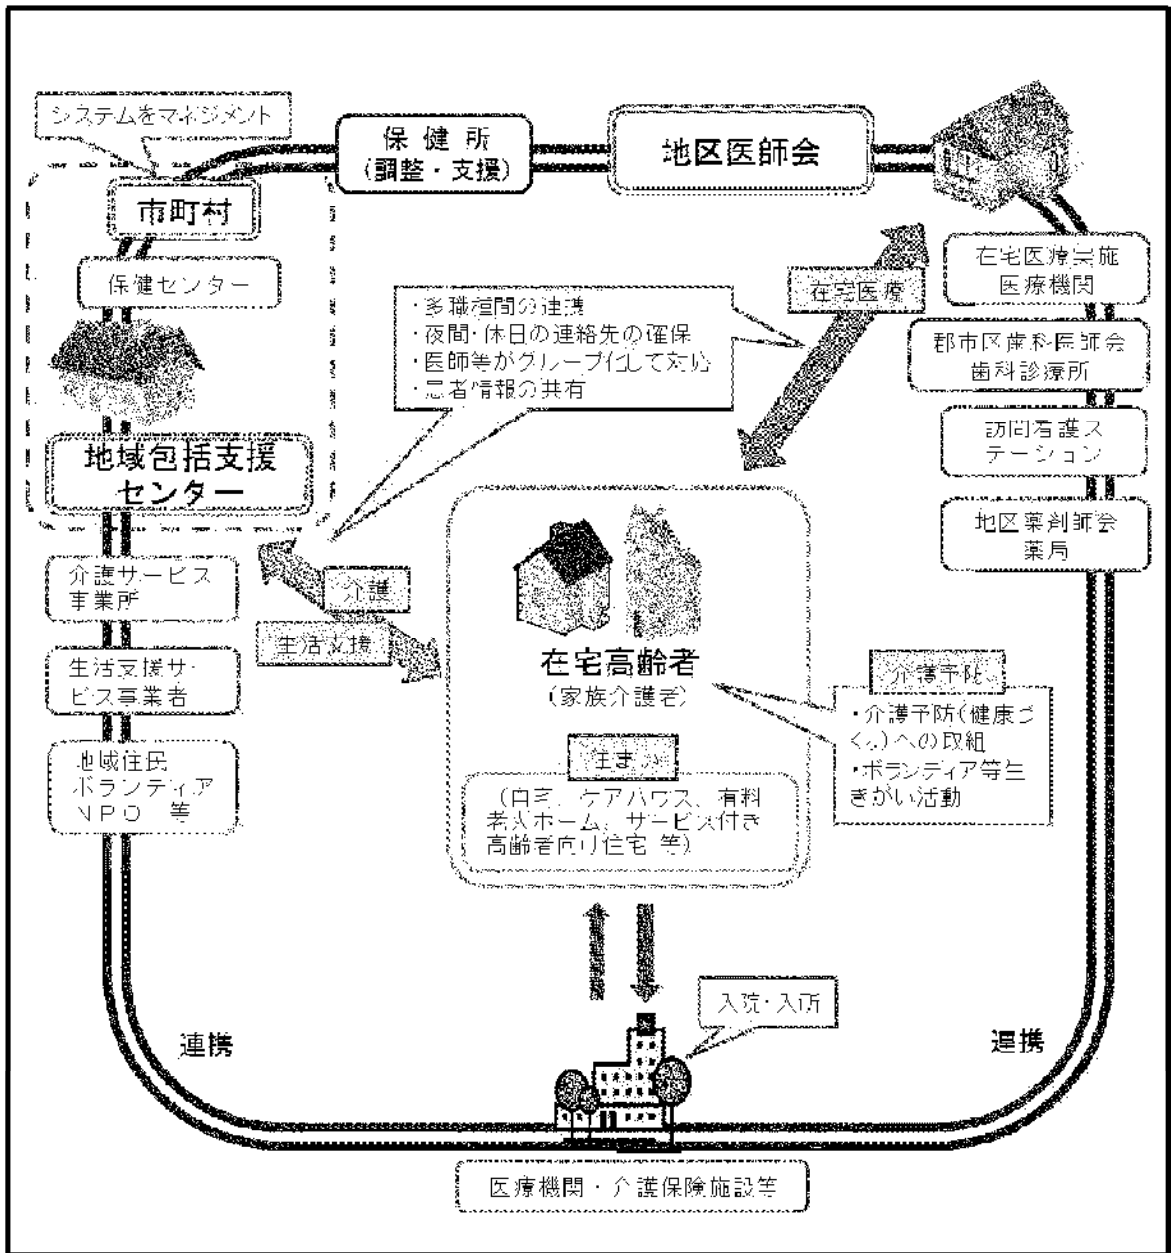 システムをマネジメント
保健所
(調整・支援)
地区医師会
市町村
保健センター
地域包括支援
センター
介護サービス
事業所
生活支援サー
ビス事業者
地域住民
ボランティア
NPO 等
・多職種間の連携
・夜間・休日の連絡先の確保
・医師等がグループ化して対応
・患者情報の共有
在宅医療
在宅医療実施
医療機関
郡市区歯科医師会
歯科診療所
訪問看護ス
テーション
地区薬剤師会
薬局
介護
生活支援
在宅高齢者
(家族介護者)
住まい
(自宅、ケアハウス、有料
老人ホーム、サービス付き
高齢者向け住宅 等)
介護予防
・介護予防(健康づ
くり)への取組
・ボランティア等生
きがい活動
入院・入所
連携
連携
医療機関・介護保険施設等